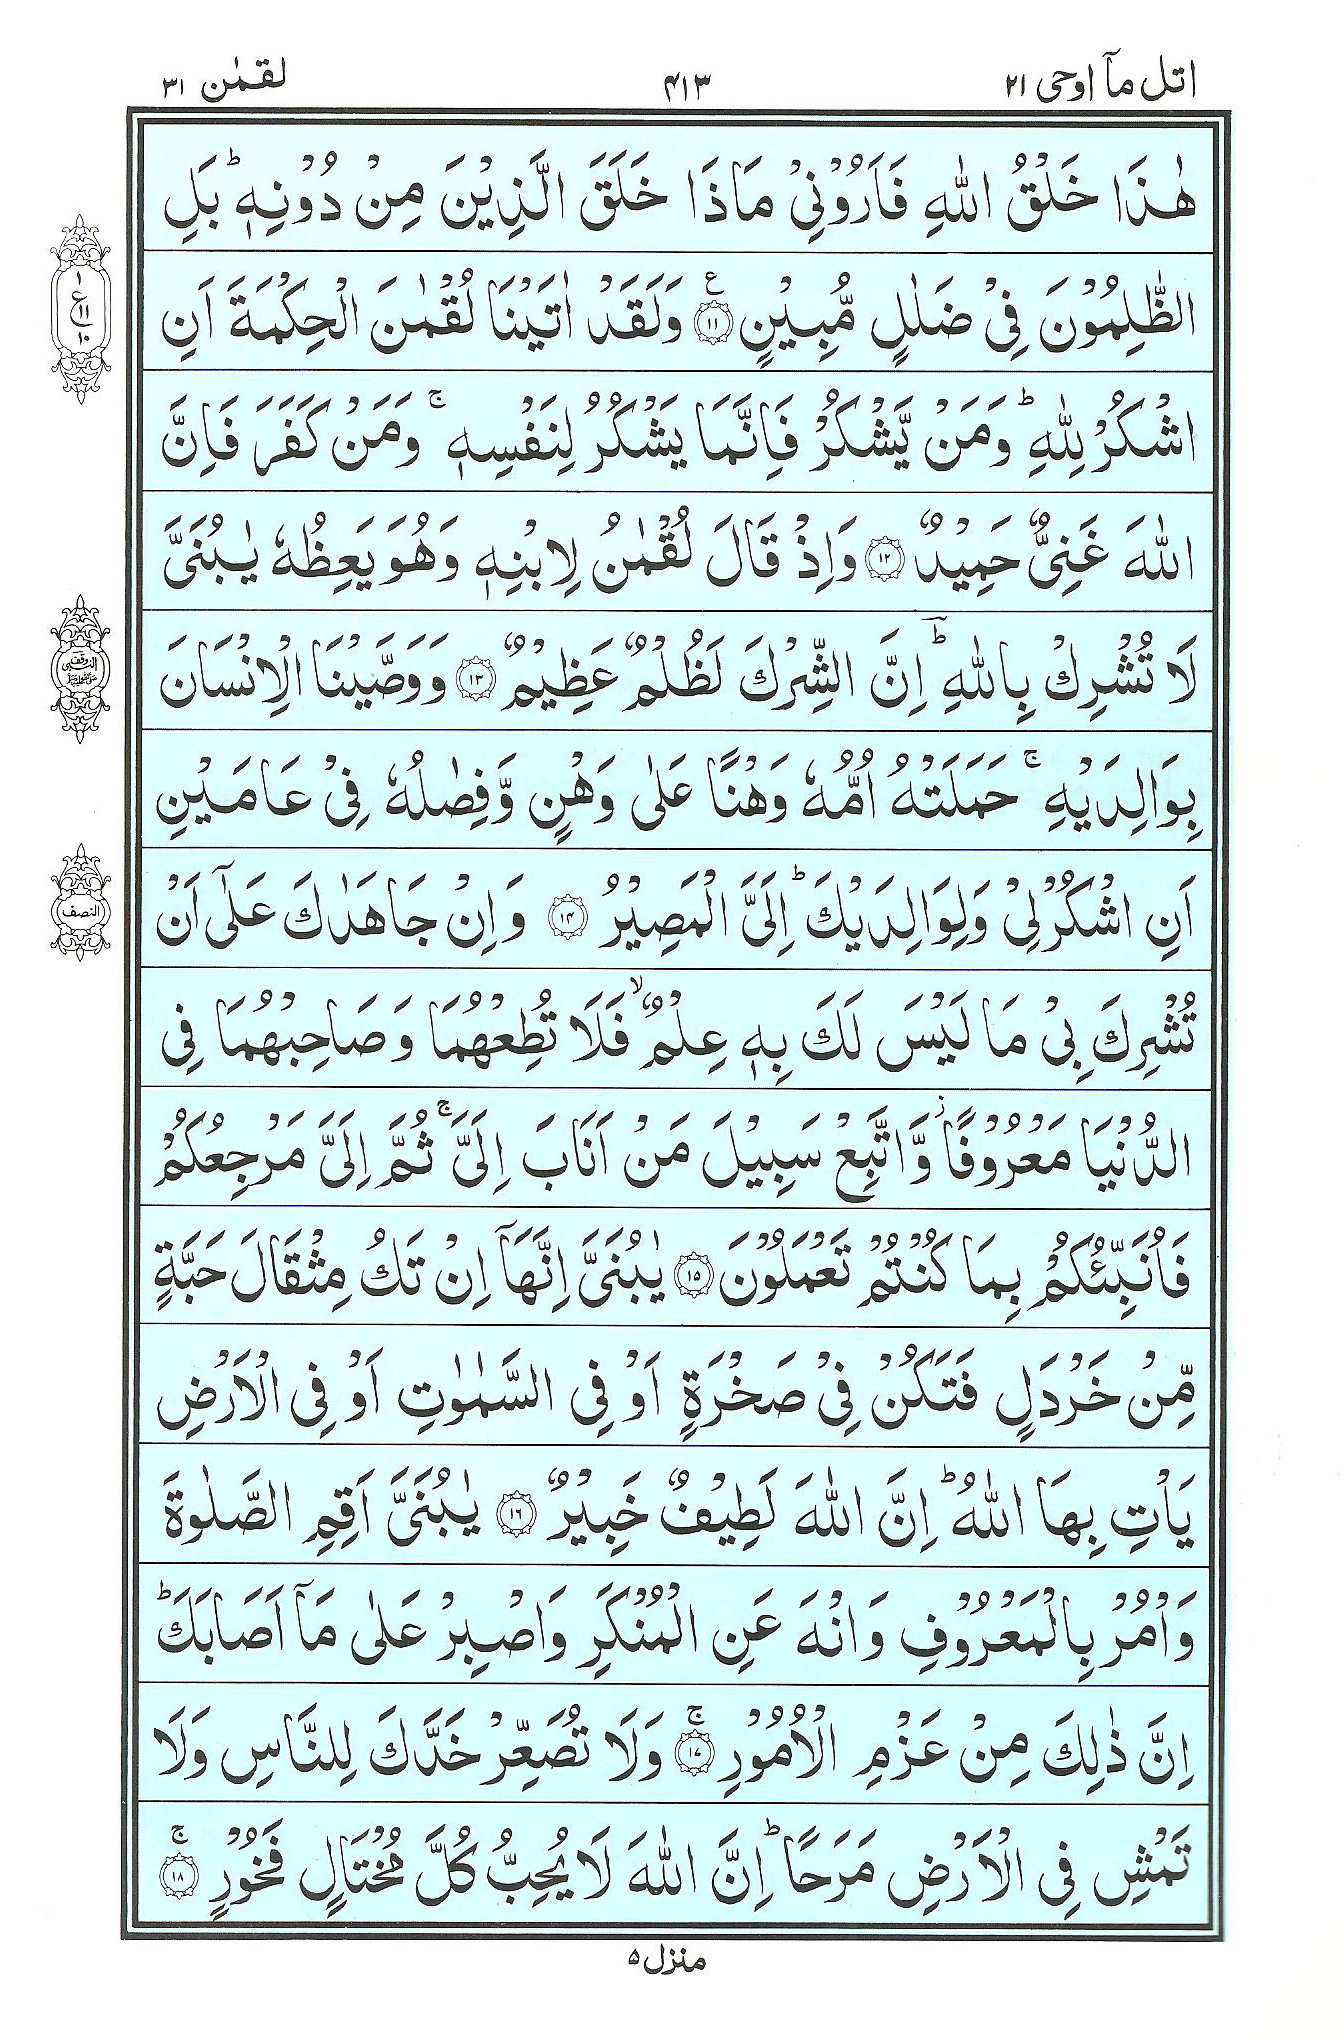 اتل مآ اوحی ۲۱
۴۱۳
لقمٰن ۳۱
هٰذَا خَلْقُ اللّٰهِ فَاَرُوْنِیْ مَاذَا خَلَقَ الَّذِیْنَ مِنْ دُوْنِهٖؕ بَلِ
الظّٰلِمُوْنَ فِیْ ضَلٰلٍ مُّبِیْنٍ ﴿۱۱﴾ع وَلَقَدْ اٰتَیْنَا لُقْمٰنَ الْحِكْمَةَ اَنِ
اشْكُرْ لِلّٰهِؕ وَمَنْ یَّشْكُرْ فَاِنَّمَا یَشْكُرُ لِنَفْسِهٖۚ وَمَنْ كَفَرَ فَاِنَّ
اللّٰهَ غَنِیٌّ حَمِیْدٌ ﴿۱۲﴾ وَاِذْ قَالَ لُقْمٰنُ لِابْنِهٖ وَهُوَ یَعِظُهٗ یٰبُنَیَّ
لَا تُشْرِكْ بِاللّٰهِؕ اِنَّ الشِّرْكَ لَظُلْمٌ عَظِیْمٌ ﴿۱۳﴾ وَوَصَّیْنَا الْاِنْسَانَ
بِوَالِدَیْهِۚ حَمَلَتْهُ اُمُّهٗ وَهْنًا عَلٰی وَهْنٍ وَّفِصٰلُهٗ فِیْ عَامَیْنِ
اَنِ اشْكُرْ لِیْ وَلِوَالِدَیْكَؕ اِلَیَّ الْمَصِیْرُ ﴿۱۴﴾ وَاِنْ جَاهَدٰكَ عَلٰۤی اَنْ
تُشْرِكَ بِیْ مَا لَیْسَ لَكَ بِهٖ عِلْمٌۙ فَلَا تُطِعْهُمَا وَصَاحِبْهُمَا فِی
الدُّنْیَا مَعْرُوْفًاؗ وَّاتَّبِعْ سَبِیْلَ مَنْ اَنَابَ اِلَیَّۚ ثُمَّ اِلَیَّ مَرْجِعُكُمْ
فَاُنَبِّئُكُمْ بِمَا كُنْتُمْ تَعْمَلُوْنَ ﴿۱۵﴾ یٰبُنَیَّ اِنَّهَاۤ اِنْ تَكُ مِثْقَالَ حَبَّةٍ
مِّنْ خَرْدَلٍ فَتَكُنْ فِیْ صَخْرَةٍ اَوْ فِی السَّمٰوٰتِ اَوْ فِی الْاَرْضِ
یَاْتِ بِهَا اللّٰهُؕ اِنَّ اللّٰهَ لَطِیْفٌ خَبِیْرٌ ﴿۱۶﴾ یٰبُنَیَّ اَقِمِ الصَّلٰوةَ
وَاْمُرْ بِالْمَعْرُوْفِ وَانْهَ عَنِ الْمُنْكَرِ وَاصْبِرْ عَلٰی مَاۤ اَصَابَكَؕ
اِنَّ ذٰلِكَ مِنْ عَزْمِ الْاُمُوْرِ ﴿۱۷﴾ۚ وَلَا تُصَعِّرْ خَدَّكَ لِلنَّاسِ وَلَا
تَمْشِ فِی الْاَرْضِ مَرَحًاؕ اِنَّ اللّٰهَ لَا یُحِبُّ كُلَّ مُخْتَالٍ فَخُوْرٍ ﴿۱۸﴾ۚ
۱
ع
۱۱
۱۰
النصف
منزل ۵